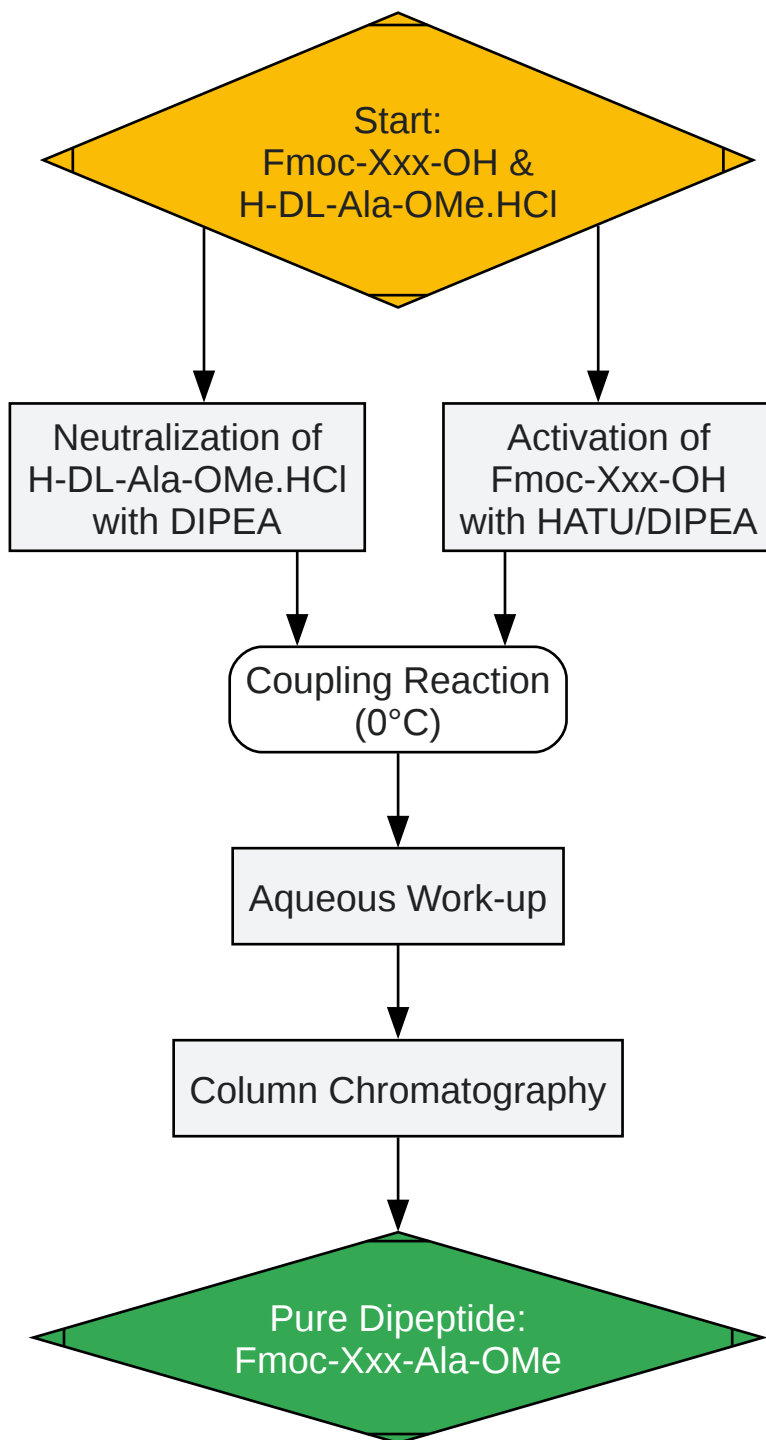 Start:
Fmoc-Xxx-OH &
H-DL-Ala-OMe.HCl
Neutralization of
H-DL-Ala-OMe.HCl
with DIPEA
Activation of
Fmoc-Xxx-OH
with HATU/DIPEA
Coupling Reaction
(0°C)
Aqueous Work-up
Column Chromatography
Pure Dipeptide:
Fmoc-Xxx-Ala-OMe